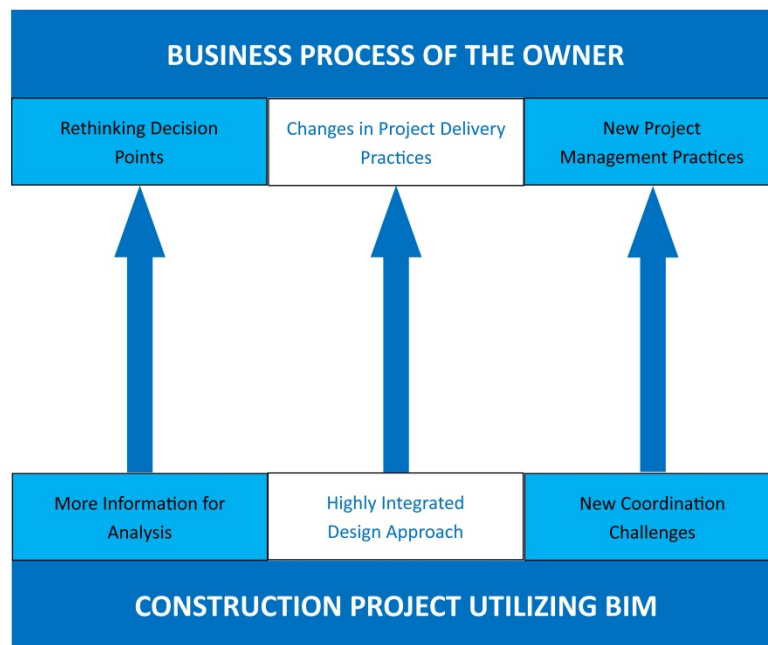 BUSINESS PROCESS OF THE OWNER
Rethinking Decision
Points
Changes in Project Delivery
Practices
New Project
Management Practices
More Information for
Analysis
Highly Integrated
Design Approach
New Coordination
Challenges
CONSTRUCTION PROJECT UTILIZING BIM